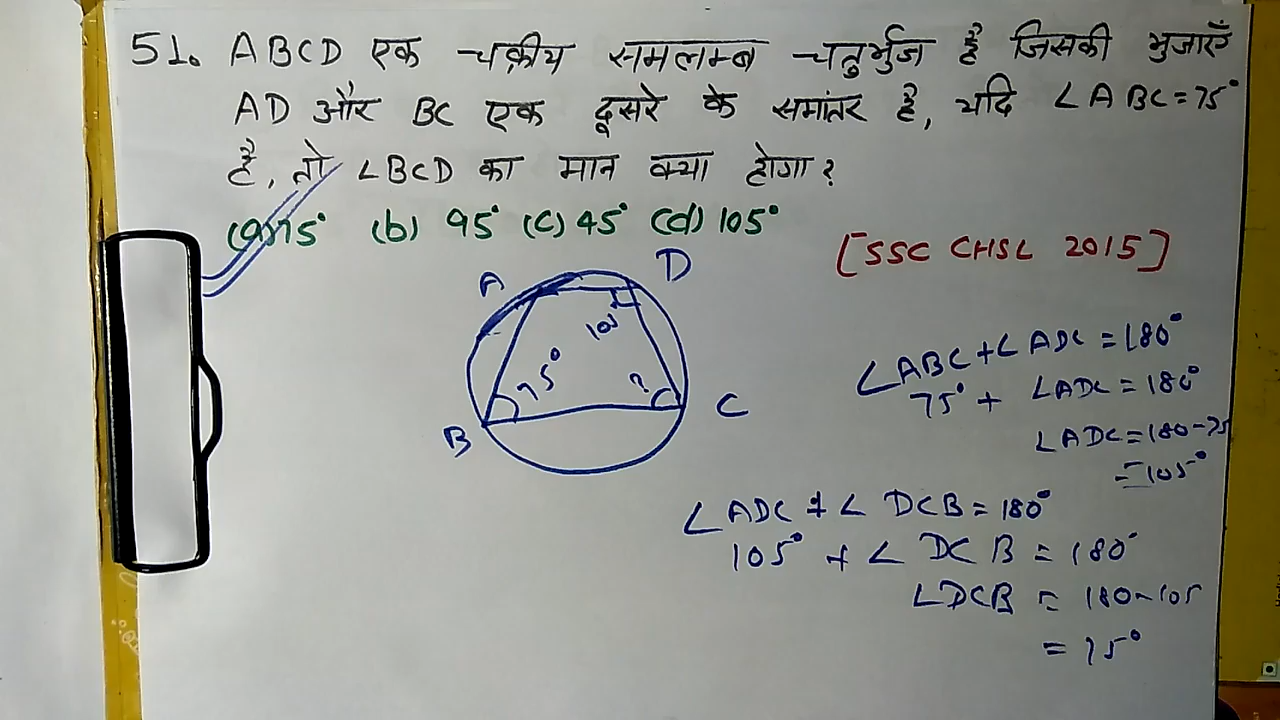 51. ABCD एक चक्रीय समलम्ब चतुर्भुज है जिसकी भुजाएँ
AD और BC एक दूसरे के समांतर है, यदि ∠ABC=75°
है, तो ∠BCD का मान क्या होगा?
(a) 75° (b) 95° (c) 45° (d) 105°
[SSC CHSL 2015]
A D
105
75° ?
B C
∠ABC+∠ADC=180°
75°+ ∠ADC=180°
∠ADC=180-75
=105°
∠ADC+∠DCB=180°
105°+∠DCB=180°
∠DCB = 180-105
= 75°